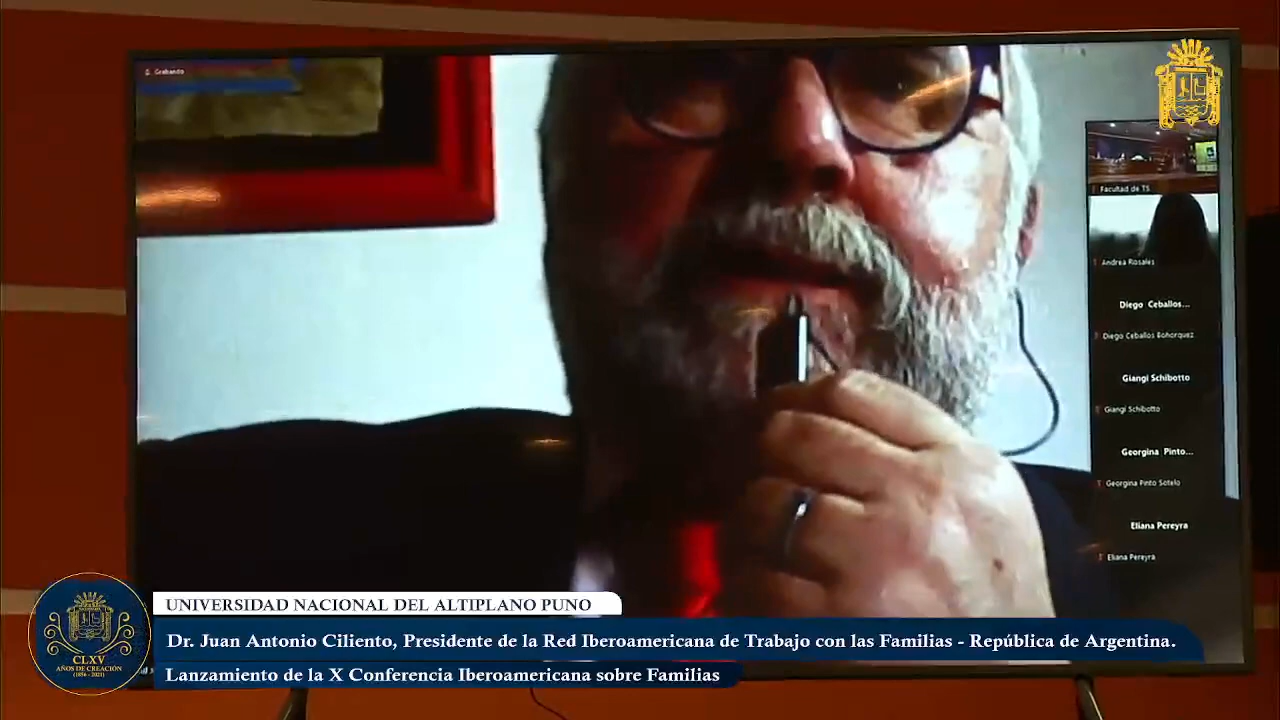 Grabando
Facultad de TS
Andrea Rosales
Diego Ceballos...
Diego Ceballos Bohorquez
Giangi Schibotto
Giangi Schibotto
Georgina Pinto...
Georgina Pinto Sotelo
Eliana Pereyra
Eliana Pereyra
UNIVERSIDAD NACIONAL DEL ALTIPLANO PUNO
Dr. Juan Antonio Ciliento, Presidente de la Red Iberoamericana de Trabajo con las Familias - República de Argentina.
Lanzamiento de la X Conferencia Iberoamericana sobre Familias
CLXV
AÑOS DE CREACIÓN
(1856 - 2021)